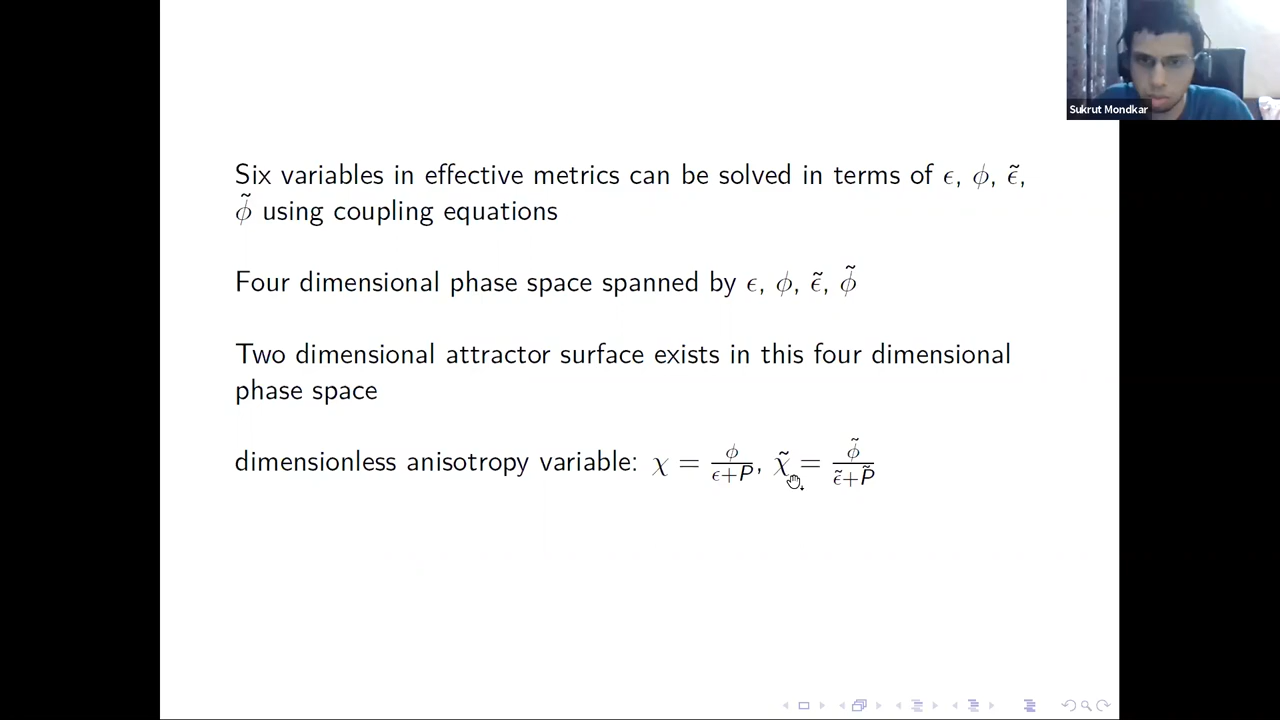 Sukrut Mondkar
Six variables in effective metrics can be solved in terms of ϵ, ϕ, ϵ̃,
ϕ̃ using coupling equations
Four dimensional phase space spanned by ϵ, ϕ, ϵ̃, ϕ̃
Two dimensional attractor surface exists in this four dimensional
phase space
dimensionless anisotropy variable: χ = ϕ/(ϵ+P), χ̃ = ϕ̃/(ϵ̃+P̃)